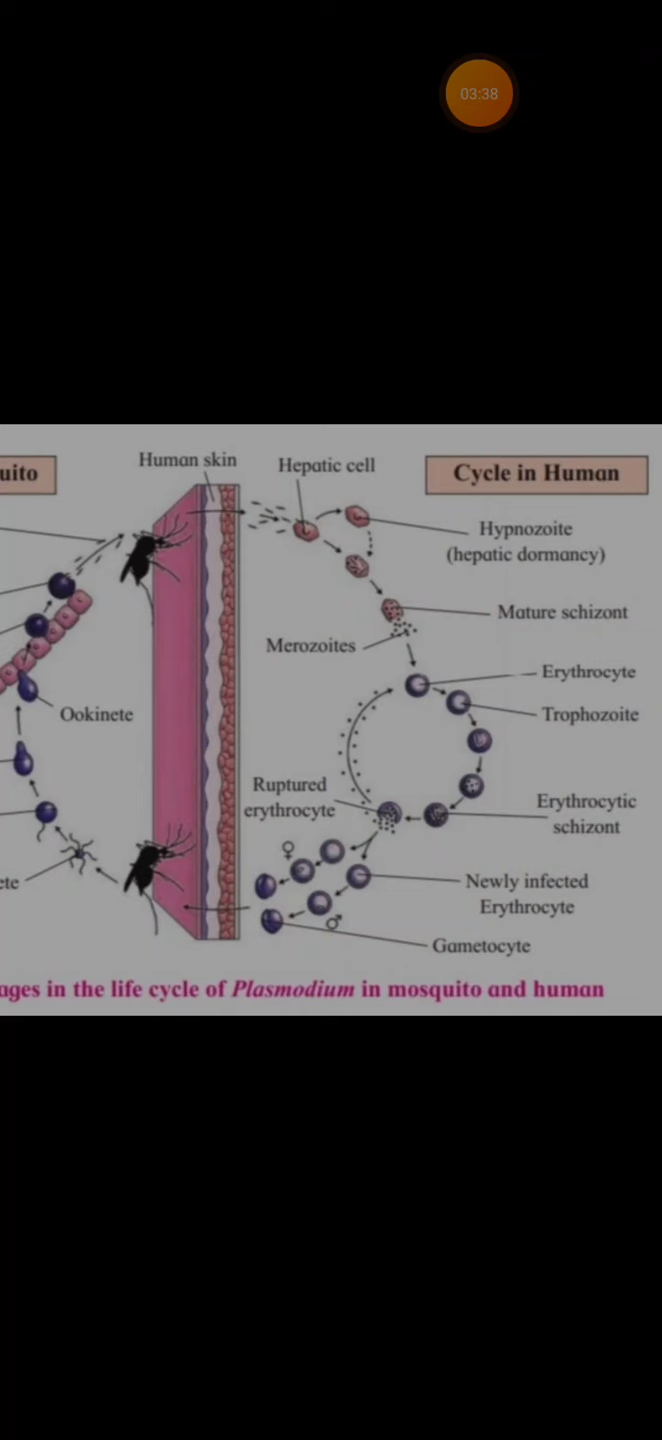 03:38
uito
Human skin
Hepatic cell
Cycle in Human
Hypnozoite
(hepatic dormancy)
Mature schizont
Merozoites
Erythrocyte
Ookinete
Trophozoite
Ruptured
erythrocyte
Erythrocytic
schizont
♀
ete
Newly infected
Erythrocyte
♂
Gametocyte
ages in the life cycle of Plasmodium in mosquito and human